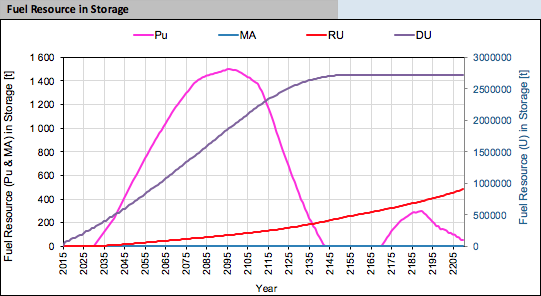 Fuel Resource in Storage
Pu MA RU DU
Fuel Resource (Pu & MA) in Storage [t]
1 600
1 400
1 200
1 000
800
600
400
200
0
3000000
2500000
2000000
1500000
1000000
500000
0
Fuel Resource (U) in Storage [t]
2015 2025 2035 2045 2055 2065 2075 2085 2095 2105 2115 2125 2135 2145 2155 2165 2175 2185 2195 2205
Year